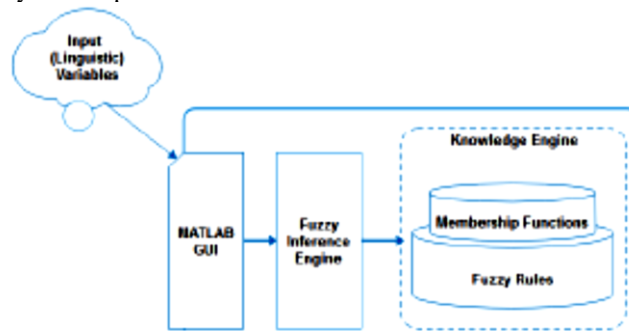 Input
(Linguistic)
Variables
Knowledge Engine
MATLAB
GUI
Fuzzy
Inference
Engine
Membership Functions
Fuzzy Rules